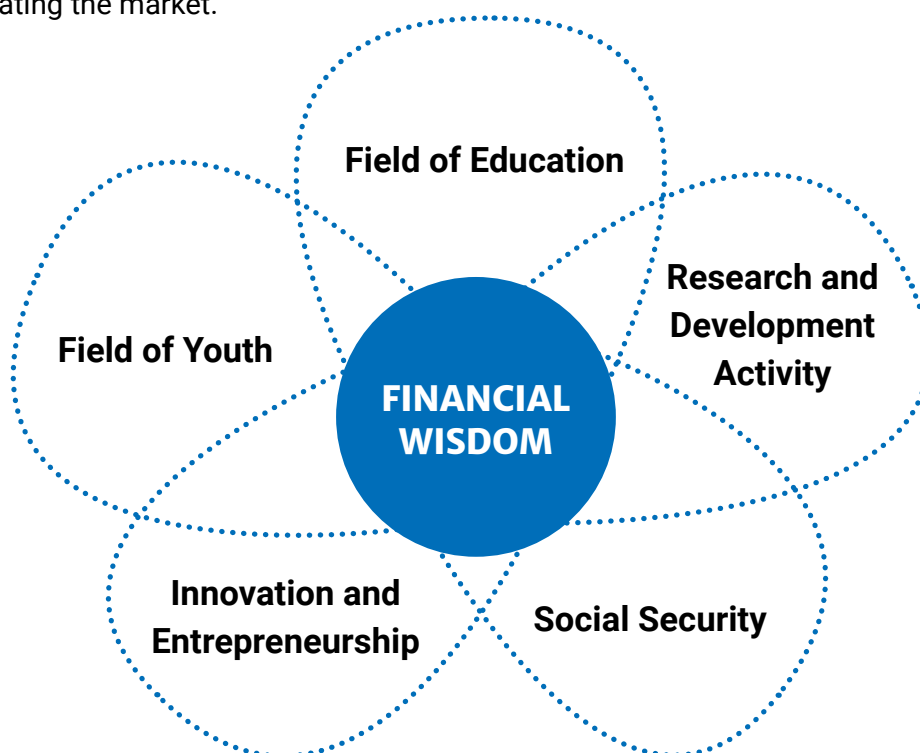 the market.
Field of Education
Research and
Development
Activity
Field of Youth
FINANCIAL
WISDOM
Innovation and
Entrepreneurship
Social Security